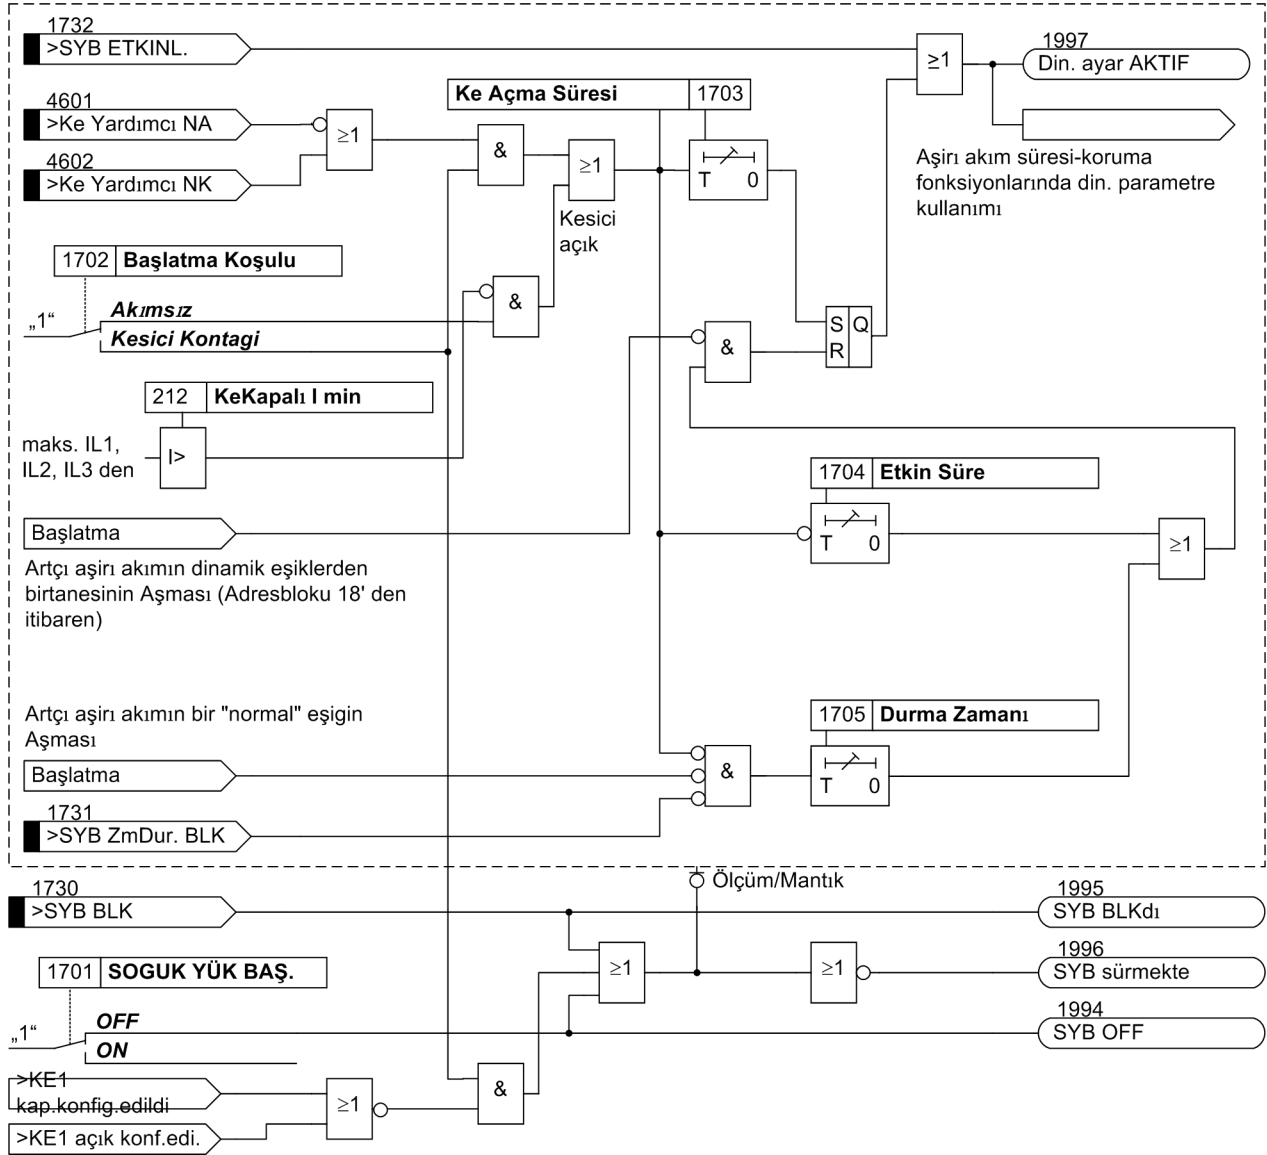 1732
>SYB ETKINL.
≥1
1997
Din. ayar AKTIF
4601
>Ke Yardımcı NA
≥1
4602
>Ke Yardımcı NK
Ke Açma Süresi 1703
&
≥1
T 0
Kesici
açık
Aşirı akım süresi-koruma
fonksiyonlarında din. parametre
kullanımı
1702 Başlatma Koşulu
„1“
Akımsız
Kesici Kontagi
&
S Q
R
&
212 KeKapalı I min
maks. IL1,
IL2, IL3 den
I>
1704 Etkin Süre
T 0
≥1
Başlatma
Artçı aşirı akımın dinamik eşiklerden
birtanesinin Aşması (Adresbloku 18' den
itibaren)
Artçı aşirı akımın bir "normal" eşigin
Aşması
Başlatma
&
1705 Durma Zamanı
T 0
1731
>SYB ZmDur. BLK
Ölçüm/Mantık
1730
>SYB BLK
1995
SYB BLKdı
1701 SOGUK YÜK BAŞ.
≥1
≥1
1996
SYB sürmekte
„1“
OFF
ON
1994
SYB OFF
>KE1
kap.konfig.edildi
≥1
&
>KE1 açık konf.edi.